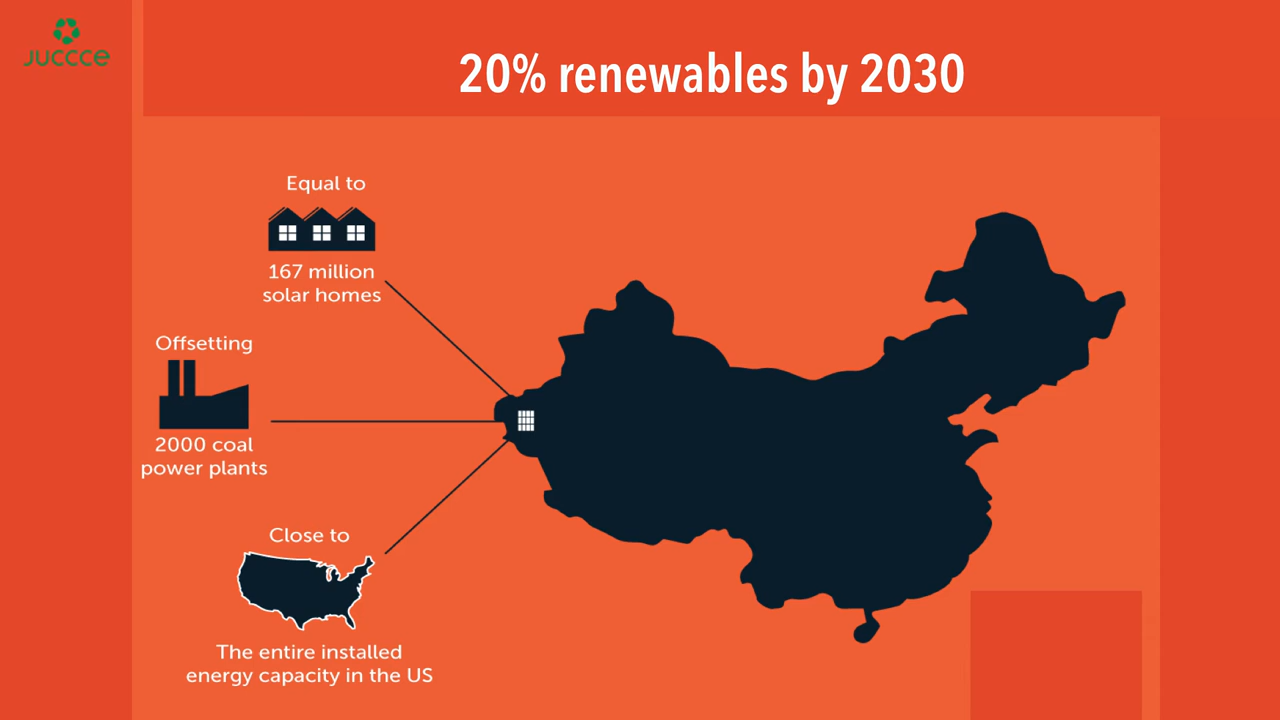 JUCCCE
20% renewables by 2030
Equal to
167 million
solar homes
Offsetting
2000 coal
power plants
Close to
The entire installed
energy capacity in the US